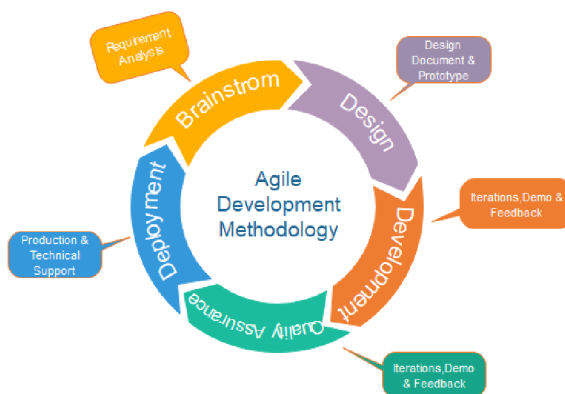 Requirement
Analysis
Brainstrom
Design
Document &
Prototype
Design
Agile
Development
Methodology
Iterations,Demo &
Feedback
Development
Production &
Technical
Support
Deployment
Quality Assurance
Iterations,Demo
& Feedback